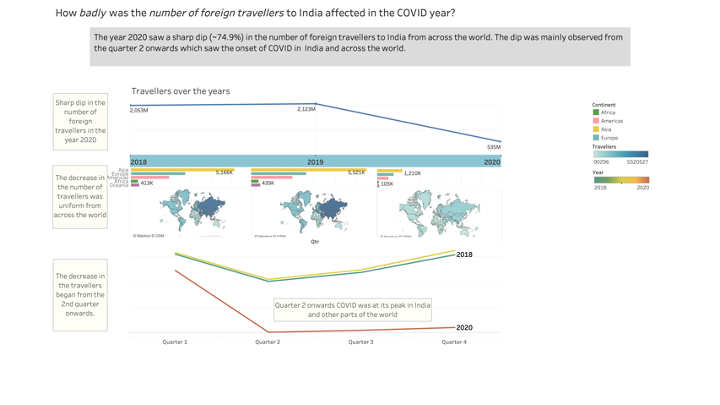 How badly was the number of foreign travellers to India affected in the COVID year?
The year 2020 saw a sharp dip (~74.9%) in the number of foreign travellers to India from across the world. The dip was mainly observed from
the quarter 2 onwards which saw the onset of COVID in India and across the world.
Travellers over the years
Sharp dip in the
number of
foreign
travellers in the
year 2020
2,053M
2,123M
535M
Continent
Africa
Americas
Asia
Europe
Travellers
90296 5520527
Year
2018 2020
2018 2019 2020
The decrease in
the number of
travellers was
uniform from
across the world
Asia
Europe
Americas
Africa
Oceania
5,166K
413K
5,521K
439K
1,210K
105K
© Mapbox © OSM
© Mapbox © OSM
Qtr
The decrease in
the travellers
began from the
2nd quarter
onwards.
2018
Quarter 2 onwards COVID was at its peak in India
and other parts of the world
2020
Quarter 1 Quarter 2 Quarter 3 Quarter 4